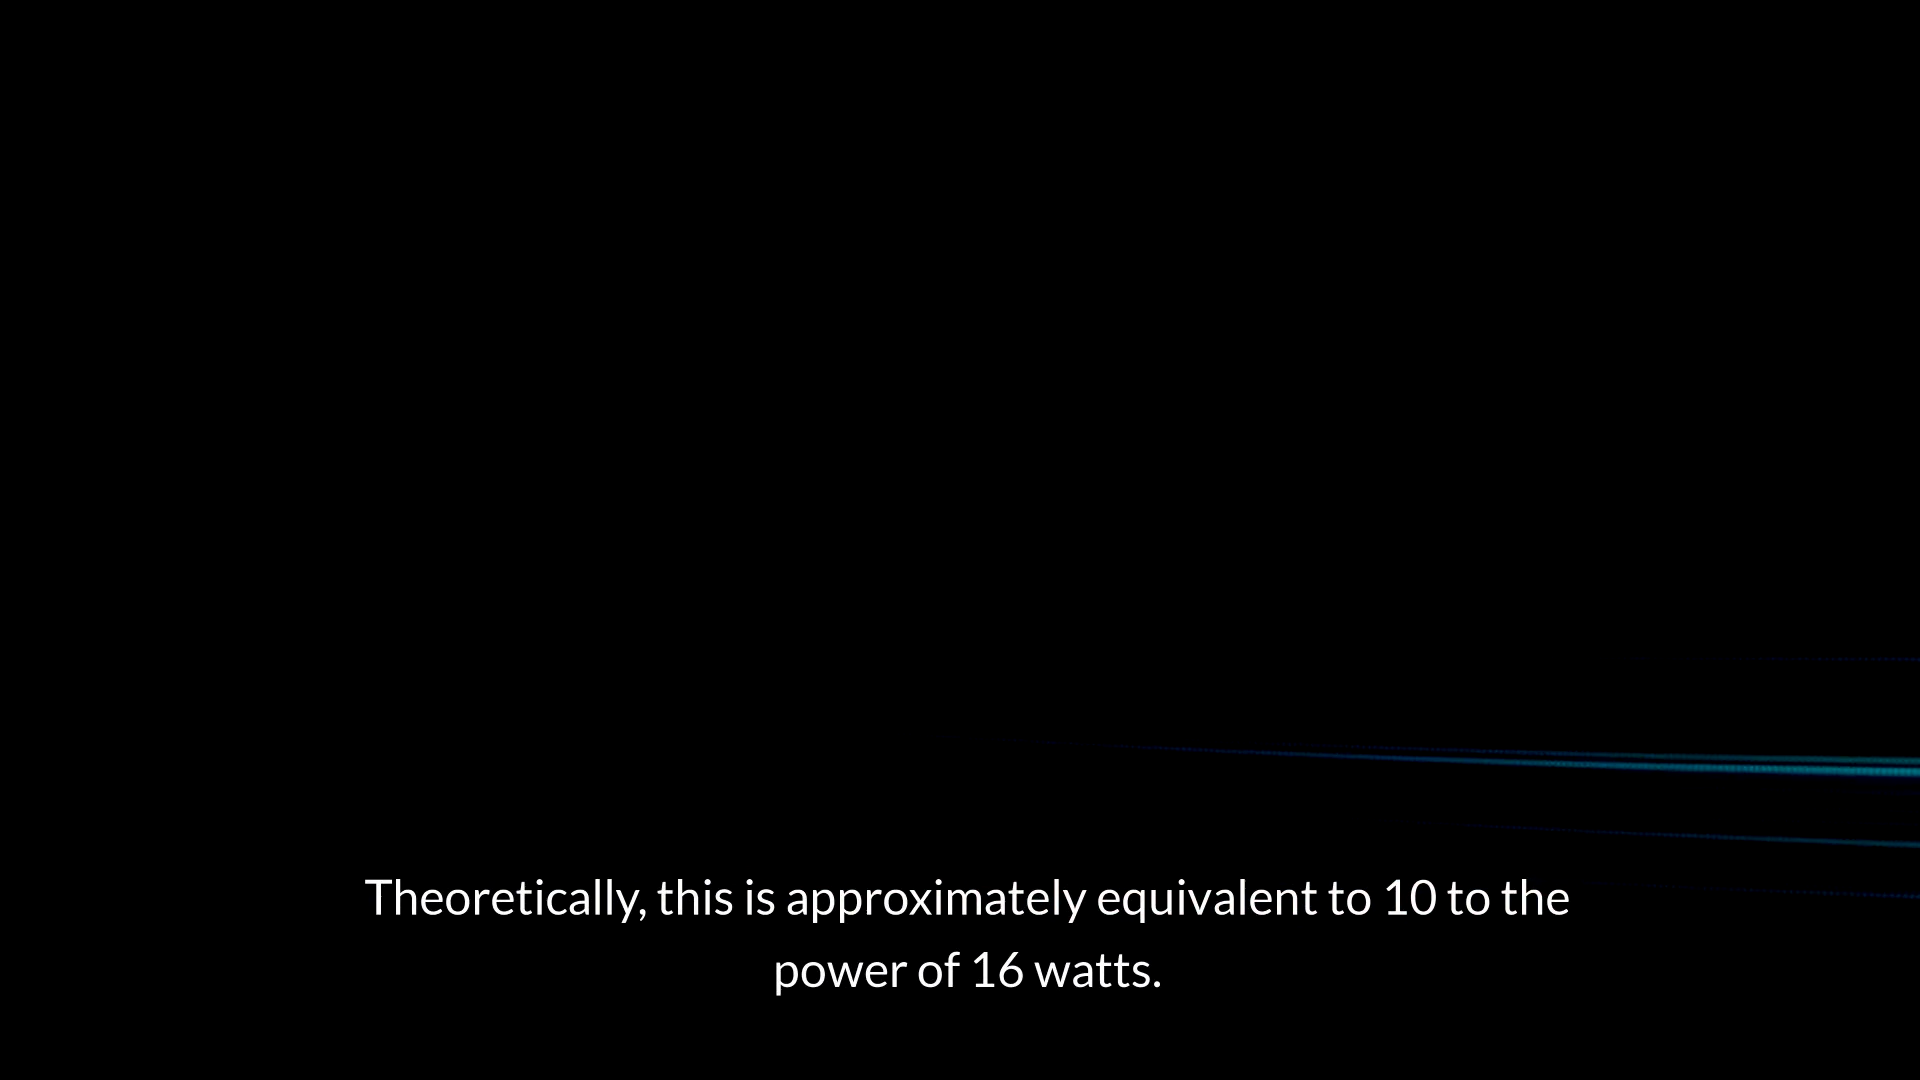 Theoretically, this is approximately equivalent to 10 to the
power of 16 watts.